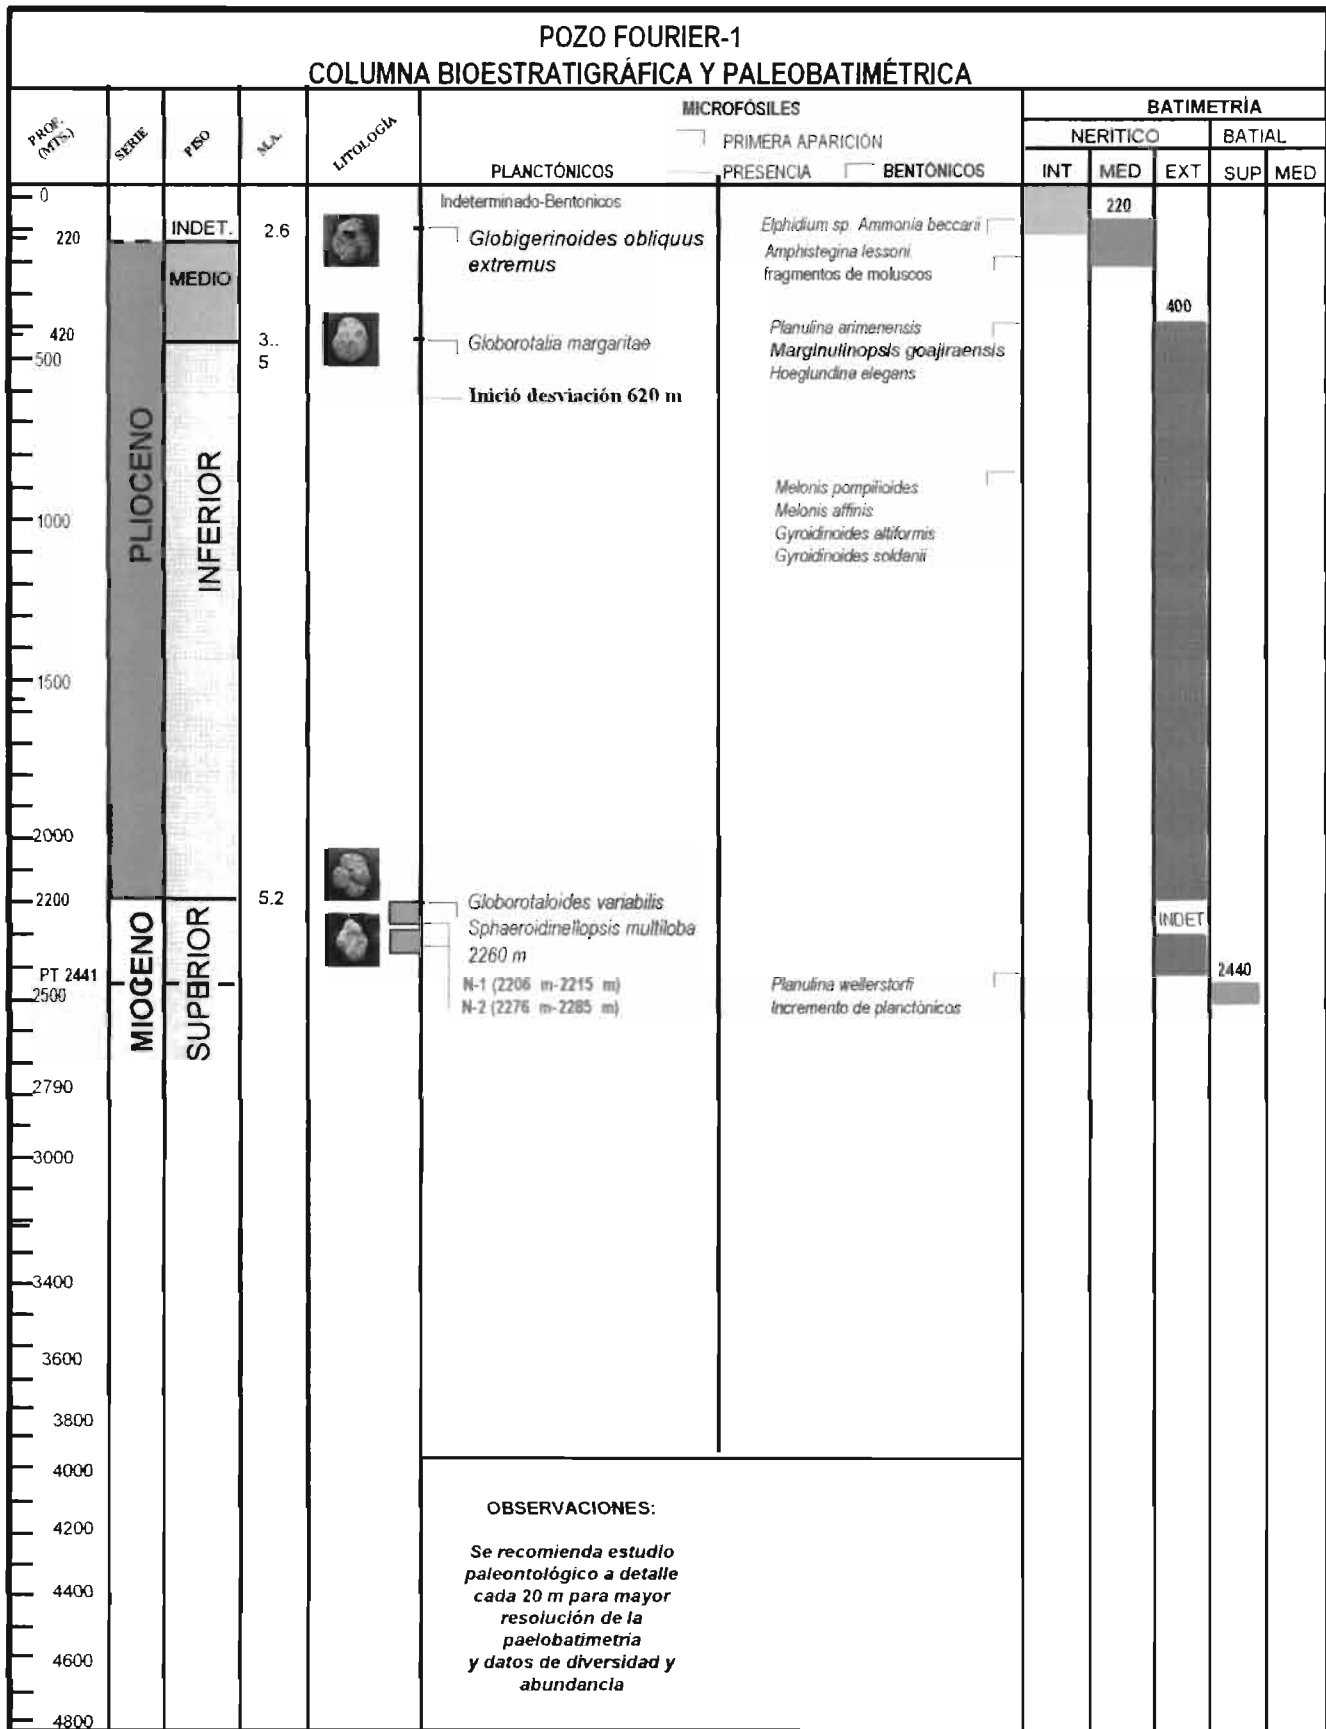 POZO FOURIER-1
COLUMNA BIOESTRATIGRÁFICA Y PALEOBATIMÉTRICA
PROF. (MTS.)
SERIE
PISO
M.A.
LITOLOGÍA
MICROFÓSILES
PRIMERA APARICIÓN
PLANCTÓNICOS
PRESENCIA
BENTÓNICOS
BATIMETRÍA
NERÍTICO
BATIAL
INT
MED
EXT
SUP
MED
0
220
420
500
1000
1500
2000
2200
PT 2441
2500
2790
3000
3400
3600
3800
4000
4200
4400
4600
4800
PLIOCENO
MIOCENO
INDET.
MEDIO
INFERIOR
SUPERIOR
2.6
3..
5
5.2
Indeterminado-Bentonicos
Globigerinoides obliquus
extremus
Globorotalia margaritae
Inició desviación 620 m
Globorotaloides variabilis
Sphaeroidinellopsis multiloba
2260 m
N-1 (2206 m-2215 m)
N-2 (2276 m-2285 m)
Elphidium sp. Ammonia beccarii
Amphistegina lessoni
fragmentos de moluscos
Planulina arimenensis
Marginulinopsis goajiraensis
Hoeglundina elegans
Melonis pompilioides
Melonis affinis
Gyroidinoides altiformis
Gyroidinoides soldanii
Planulina wellerstorfi
Incremento de planctónicos
220
400
INDET
2440
OBSERVACIONES:
Se recomienda estudio
paleontológico a detalle
cada 20 m para mayor
resolución de la
paelobatimetria
y datos de diversidad y
abundancia